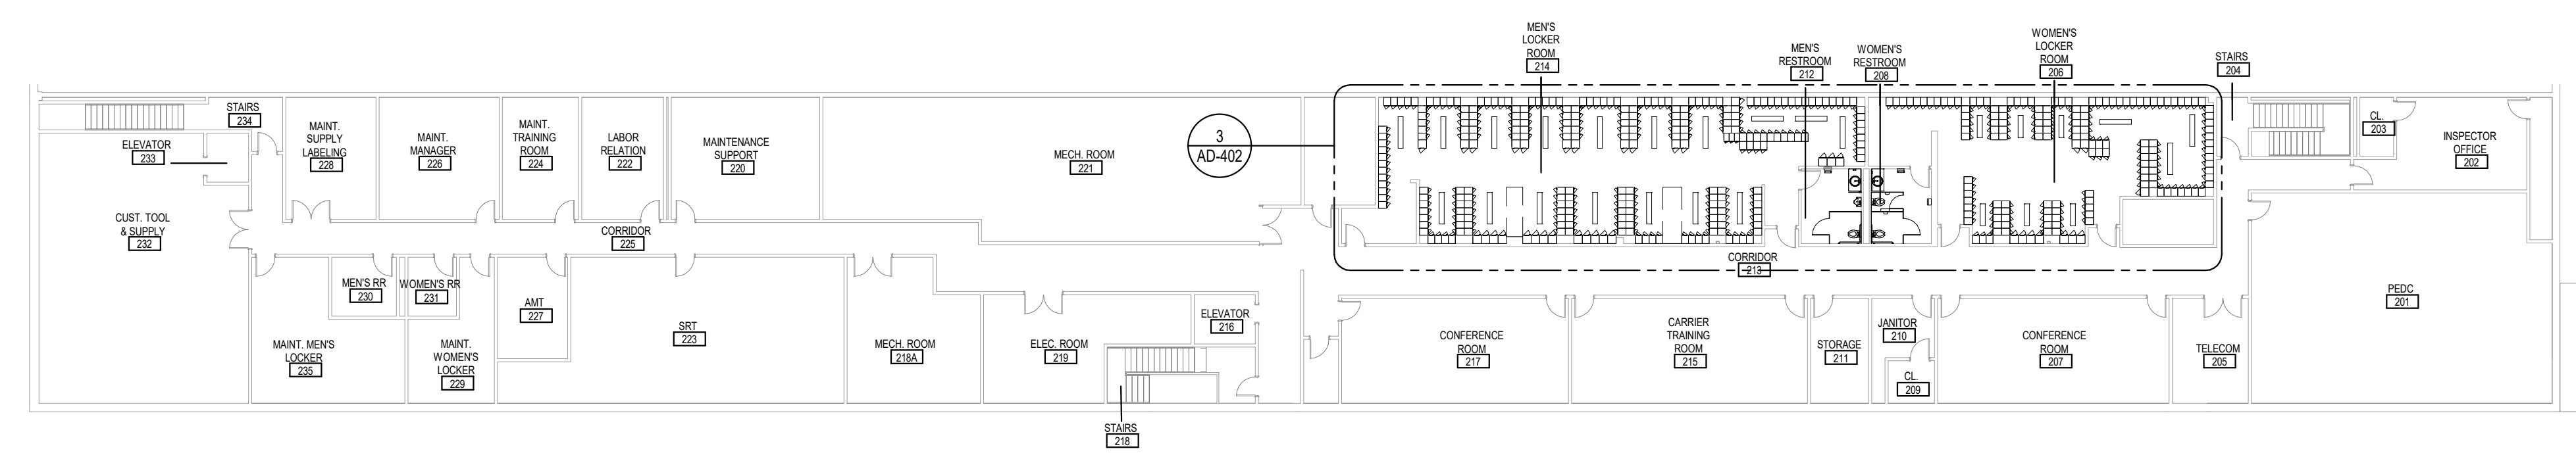 MEN'S
LOCKER
ROOM
214
MEN'S
RESTROOM
212
WOMEN'S
RESTROOM
208
WOMEN'S
LOCKER
ROOM
206
STAIRS
204
STAIRS
234
ELEVATOR
233
MAINT.
SUPPLY
LABELING
228
MAINT.
MANAGER
226
MAINT.
TRAINING
ROOM
224
LABOR
RELATION
222
MAINTENANCE
SUPPORT
220
MECH. ROOM
221
3
AD-402
CL.
203
INSPECTOR
OFFICE
202
CUST. TOOL
& SUPPLY
232
CORRIDOR
225
CORRIDOR
213
MEN'S RR
230
WOMEN'S RR
231
AMT
227
SRT
223
MAINT. MEN'S
LOCKER
235
MAINT.
WOMEN'S
LOCKER
229
MECH. ROOM
218A
ELEC. ROOM
219
ELEVATOR
216
STAIRS
218
CONFERENCE
ROOM
217
CARRIER
TRAINING
ROOM
215
STORAGE
211
JANITOR
210
CL.
209
CONFERENCE
ROOM
207
TELECOM
205
PEDC
201